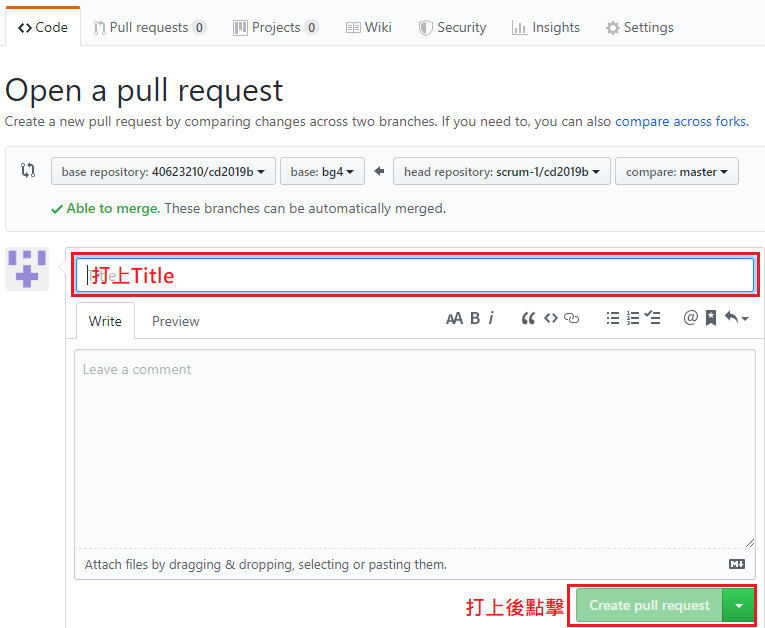 Code Pull requests 0 Projects 0 Wiki Security Insights Settings
Open a pull request
Create a new pull request by comparing changes across two branches. If you need to, you can also compare across forks.
base repository: 40623210/cd2019b base: bg4 head repository: scrum-1/cd2019b compare: master
Able to merge. These branches can be automatically merged.
打上Title
Write Preview AA B i
Leave a comment
Attach files by dragging & dropping, selecting or pasting them.
打上後點擊 Create pull request